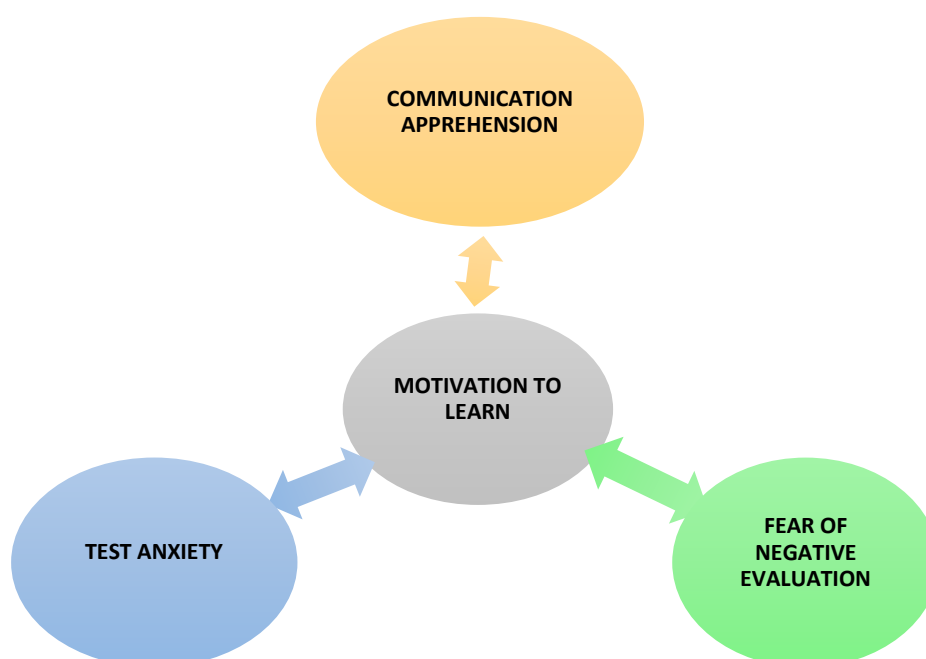 COMMUNICATION
APPREHENSION
MOTIVATION TO
LEARN
TEST ANXIETY
FEAR OF
NEGATIVE
EVALUATION